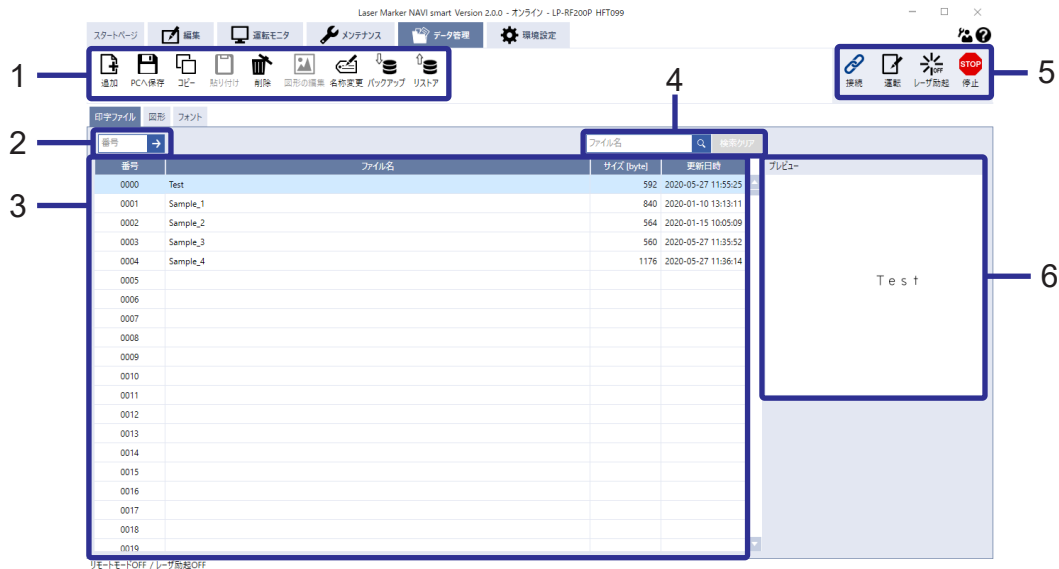 Laser Marker NAVI smart Version 2.0.0 - オンライン - LP-RF200P HFT099
スタートページ 編集 運転モニタ メンテナンス データ管理 環境設定
1
追加 PCへ保存 コピー 貼り付け 削除 図形の編集 名称変更 バックアップ リストア
4
OFF STOP
接続 運転 レーザ励起 停止
5
印字ファイル 図形 フォント
2
番号
ファイル名 検索クリア
3
番号 ファイル名 サイズ [byte] 更新日時
0000 Test 592 2020-05-27 11:55:25
0001 Sample_1 840 2020-01-10 13:13:11
0002 Sample_2 564 2020-01-15 10:05:09
0003 Sample_3 560 2020-05-27 11:35:52
0004 Sample_4 1176 2020-05-27 11:36:14
0005
0006
0007
0008
0009
0010
0011
0012
0013
0014
0015
0016
0017
0018
0019
プレビュー
Test
6
リモートモードOFF / レーザ励起OFF